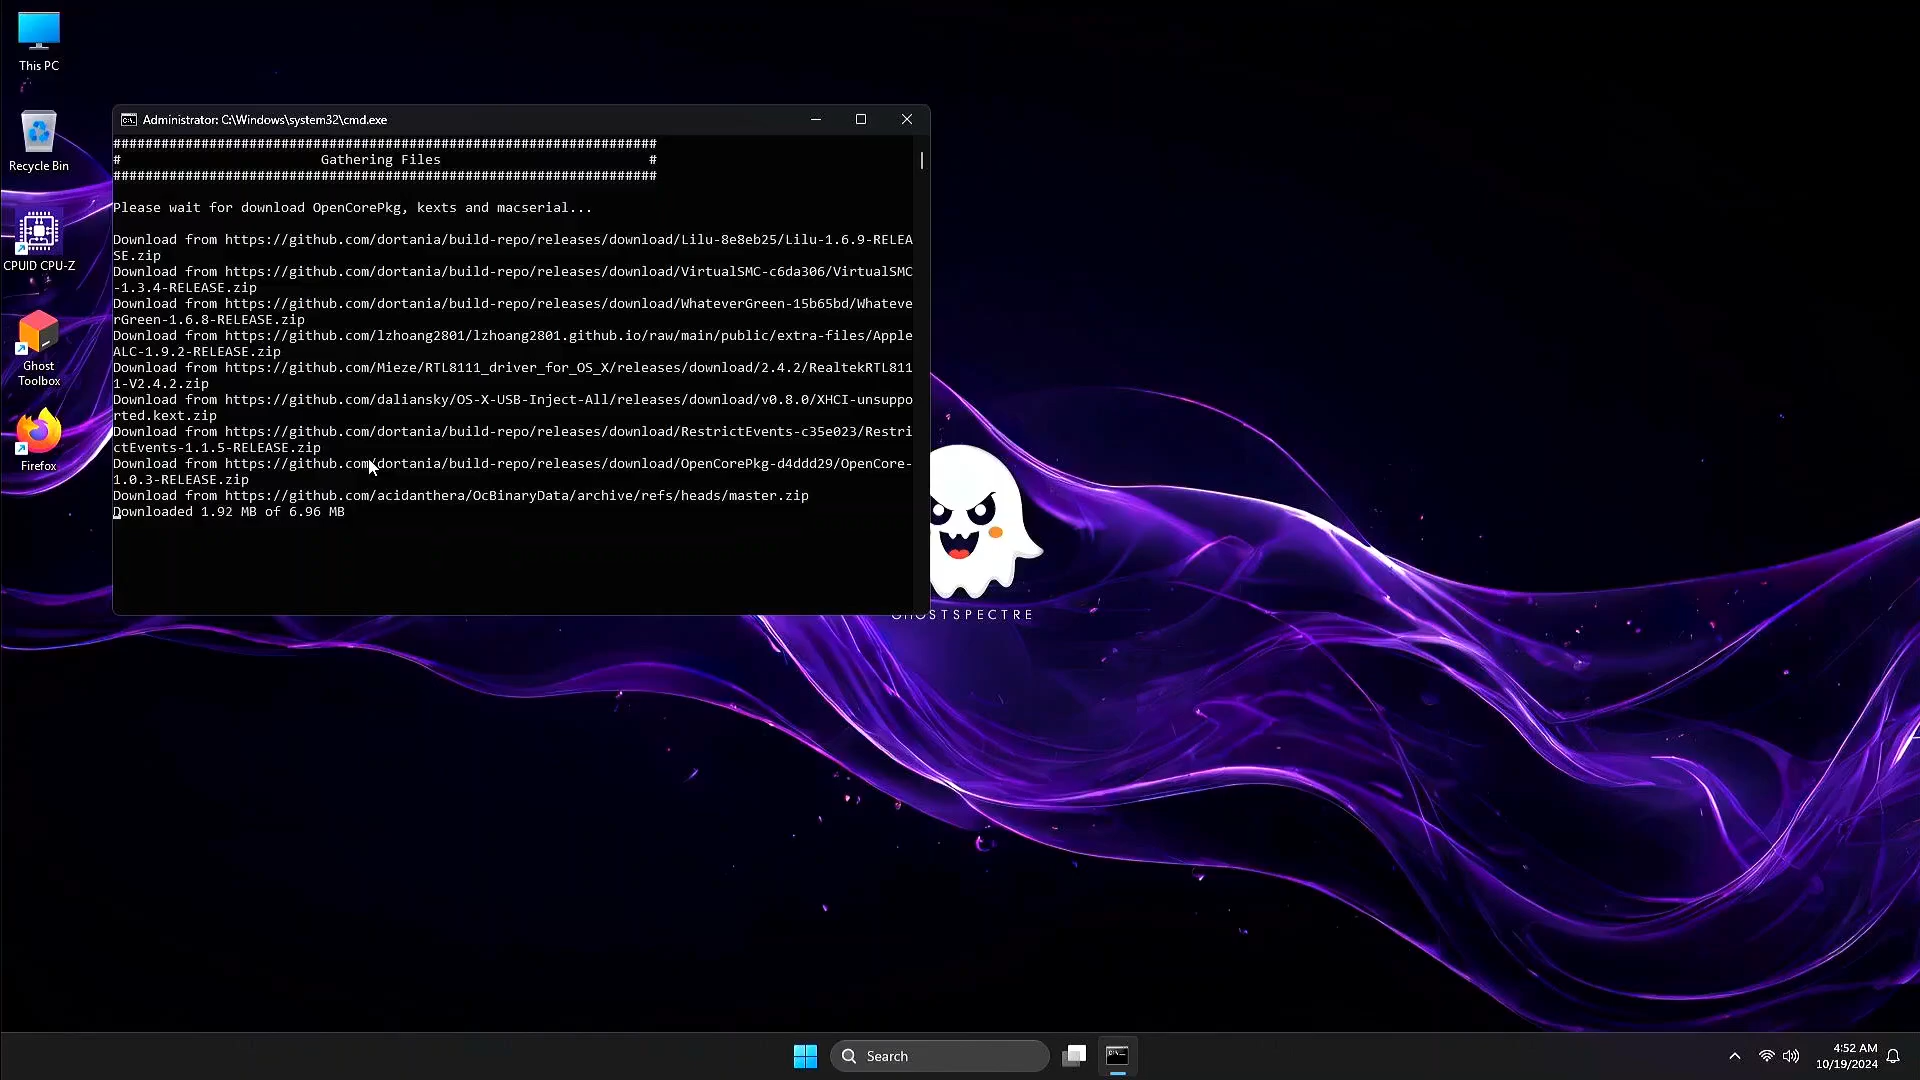 This PC
Recycle Bin
CPUID CPU-Z
Ghost
Toolbox
Firefox
Administrator: C:\Windows\system32\cmd.exe
####################################################################
# Gathering Files #
####################################################################
Please wait for download OpenCorePkg, kexts and macserial...
Download from https://github.com/dortania/build-repo/releases/download/Lilu-8e8eb25/Lilu-1.6.9-RELEA
SE.zip
Download from https://github.com/dortania/build-repo/releases/download/VirtualSMC-c6da306/VirtualSMC
-1.3.4-RELEASE.zip
Download from https://github.com/dortania/build-repo/releases/download/WhateverGreen-15b65bd/Whateve
rGreen-1.6.8-RELEASE.zip
Download from https://github.com/lzhoang2801/lzhoang2801.github.io/raw/main/public/extra-files/Apple
ALC-1.9.2-RELEASE.zip
Download from https://github.com/Mieze/RTL8111_driver_for_OS_X/releases/download/2.4.2/RealtekRTL811
1-V2.4.2.zip
Download from https://github.com/daliansky/OS-X-USB-Inject-All/releases/download/v0.8.0/XHCI-unsuppo
rted.kext.zip
Download from https://github.com/dortania/build-repo/releases/download/RestrictEvents-c35e023/Restri
ctEvents-1.1.5-RELEASE.zip
Download from https://github.com/dortania/build-repo/releases/download/OpenCorePkg-d4ddd29/OpenCore-
1.0.3-RELEASE.zip
Download from https://github.com/acidanthera/OcBinaryData/archive/refs/heads/master.zip
Downloaded 1.92 MB of 6.96 MB
GHOSTSPECTRE
Search
4:52 AM
10/19/2024